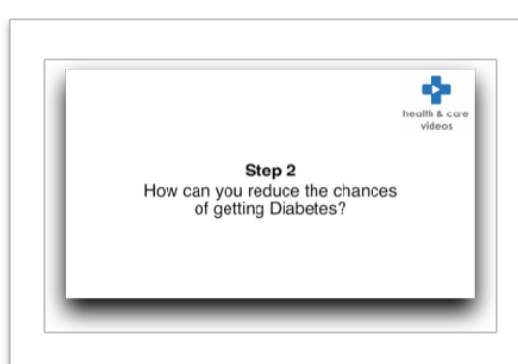 health & care
videos
Step 2
How can you reduce the chances
of getting Diabetes?